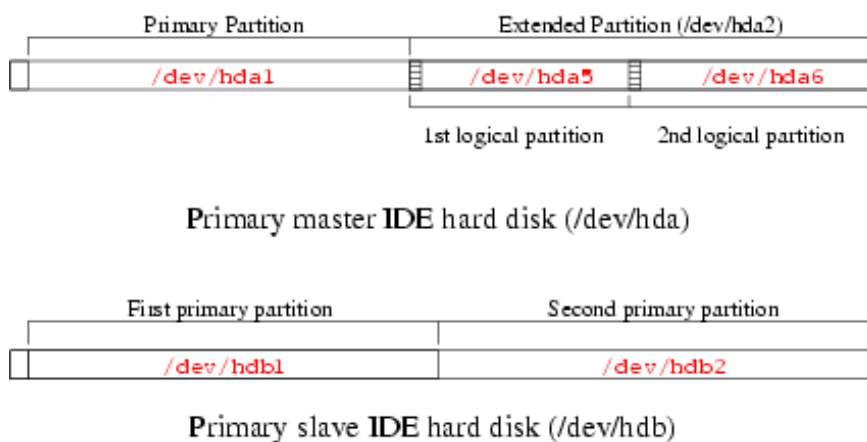 Primary Partition Extended Partition (/dev/hda2)
/dev/hda1 /dev/hda5 /dev/hda6
1st logical partition 2nd logical partition
Primary master IDE hard disk (/dev/hda)
First primary partition Second primary partition
/dev/hdb1 /dev/hdb2
Primary slave IDE hard disk (/dev/hdb)